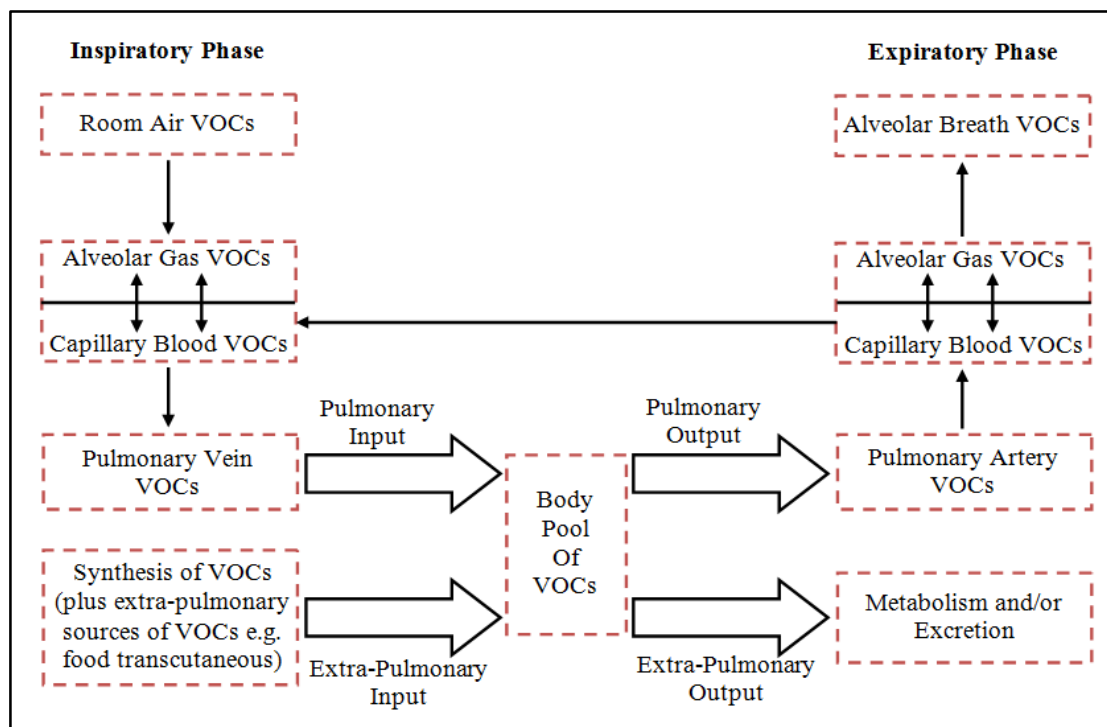 Inspiratory Phase
Expiratory Phase
Room Air VOCs
Alveolar Breath VOCs
Alveolar Gas VOCs
Capillary Blood VOCs
Alveolar Gas VOCs
Capillary Blood VOCs
Pulmonary
Input
Pulmonary
Output
Pulmonary Vein
VOCs
Pulmonary Artery
VOCs
Body
Pool
Of
VOCs
Synthesis of VOCs
(plus extra-pulmonary
sources of VOCs e.g.
food transcutaneous)
Metabolism and/or
Excretion
Extra-Pulmonary
Input
Extra-Pulmonary
Output